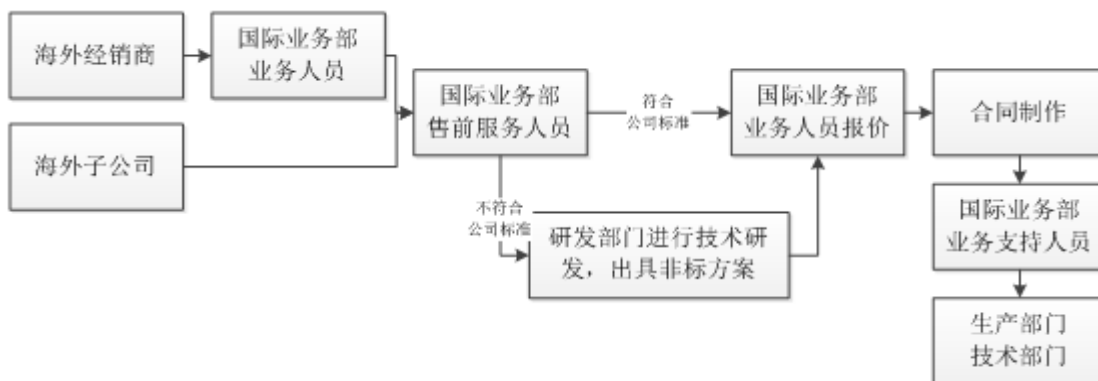 海外经销商
国际业务部
业务人员
海外子公司
国际业务部
售前服务人员
符合
公司标准
不符合
公司标准
研发部门进行技术研
发，出具非标方案
国际业务部
业务人员报价
合同制作
国际业务部
业务支持人员
生产部门
技术部门